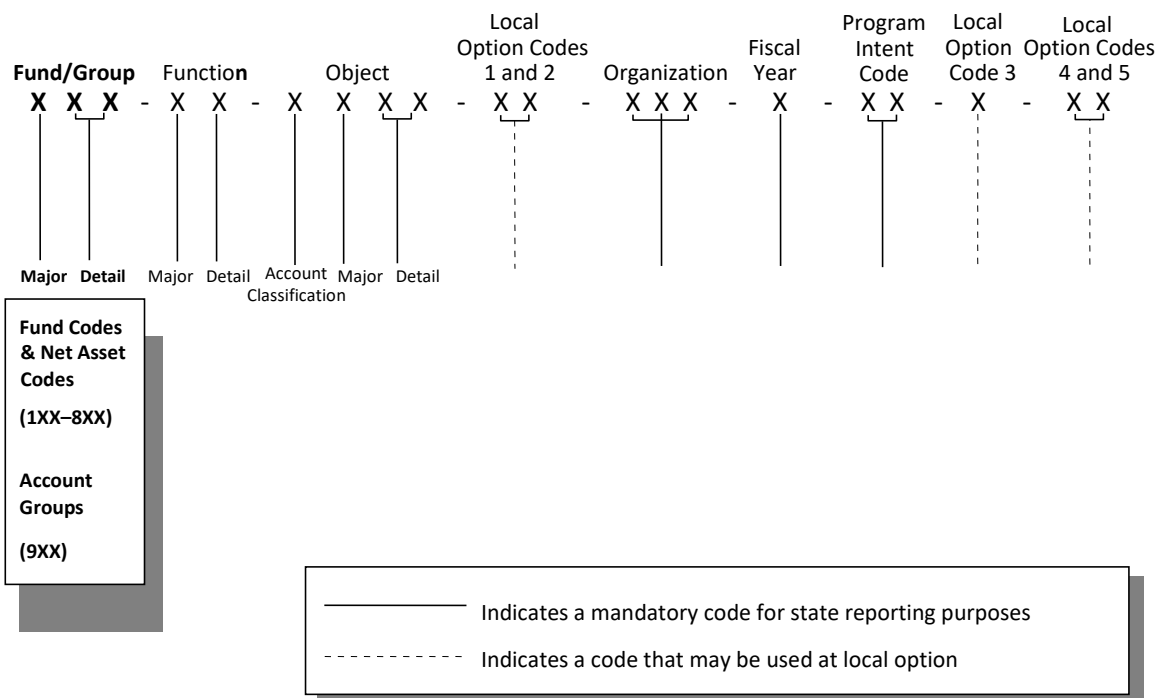 Local Program Local Local
Option Codes Fiscal Intent Option Option Codes
Fund/Group Function Object 1 and 2 Organization Year Code Code 3 4 and 5
X X X - X X - X X X X - X X - X X X - X - X X - X - X X
Major Detail Major Detail Account Major Detail
Classification
Fund Codes
& Net Asset
Codes
(1XX–8XX)
Account
Groups
(9XX)
Indicates a mandatory code for state reporting purposes
Indicates a code that may be used at local option